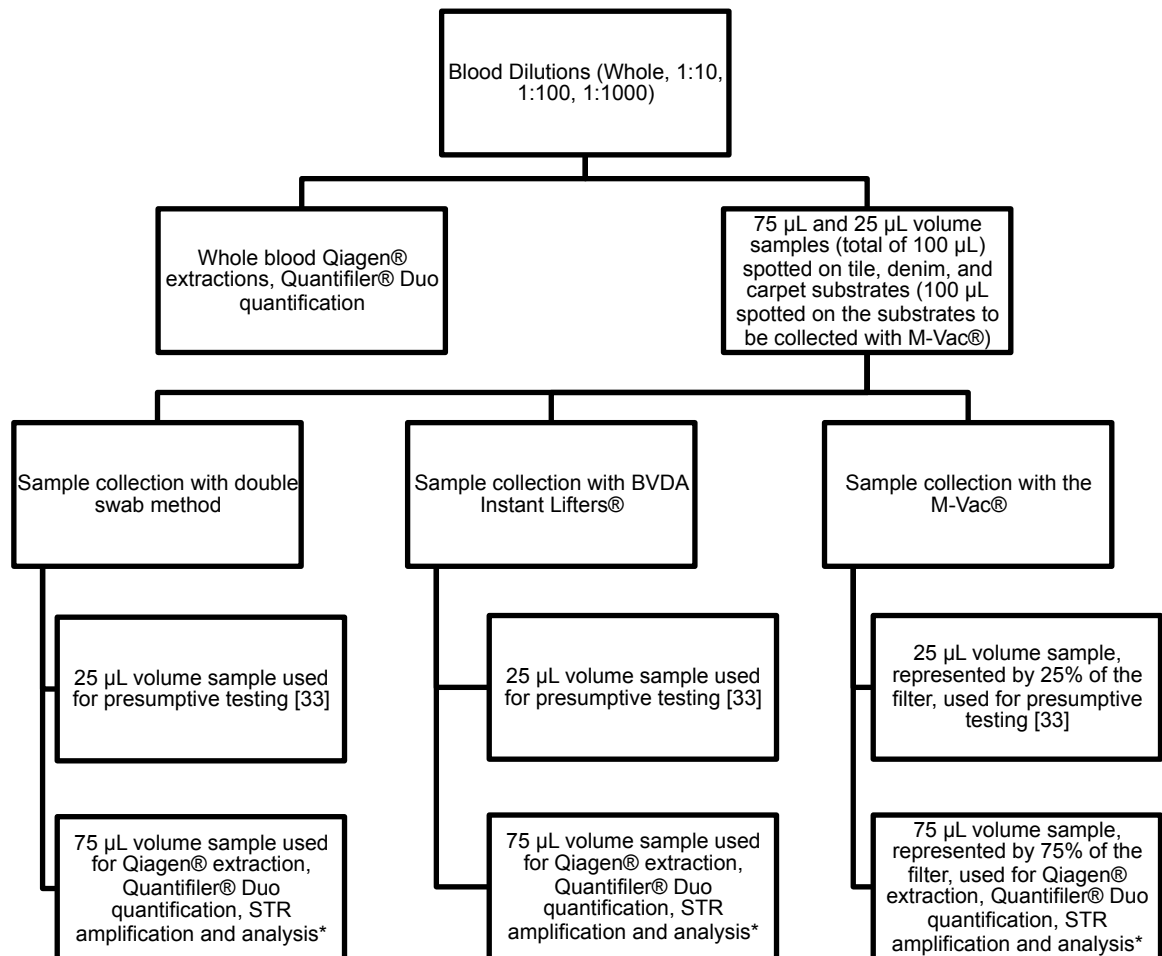 Blood Dilutions (Whole, 1:10,
1:100, 1:1000)
Whole blood Qiagen®
extractions, Quantifiler® Duo
quantification
75 µL and 25 µL volume
samples (total of 100 µL)
spotted on tile, denim, and
carpet substrates (100 µL
spotted on the substrates to
be collected with M-Vac®)
Sample collection with double
swab method
Sample collection with BVDA
Instant Lifters®
Sample collection with the
M-Vac®
25 µL volume sample used
for presumptive testing [33]
25 µL volume sample used
for presumptive testing [33]
25 µL volume sample,
represented by 25% of the
filter, used for presumptive
testing [33]
75 µL volume sample used
for Qiagen® extraction,
Quantifiler® Duo
quantification, STR
amplification and analysis*
75 µL volume sample used
for Qiagen® extraction,
Quantifiler® Duo
quantification, STR
amplification and analysis*
75 µL volume sample,
represented by 75% of the
filter, used for Qiagen®
extraction, Quantifiler® Duo
quantification, STR
amplification and analysis*